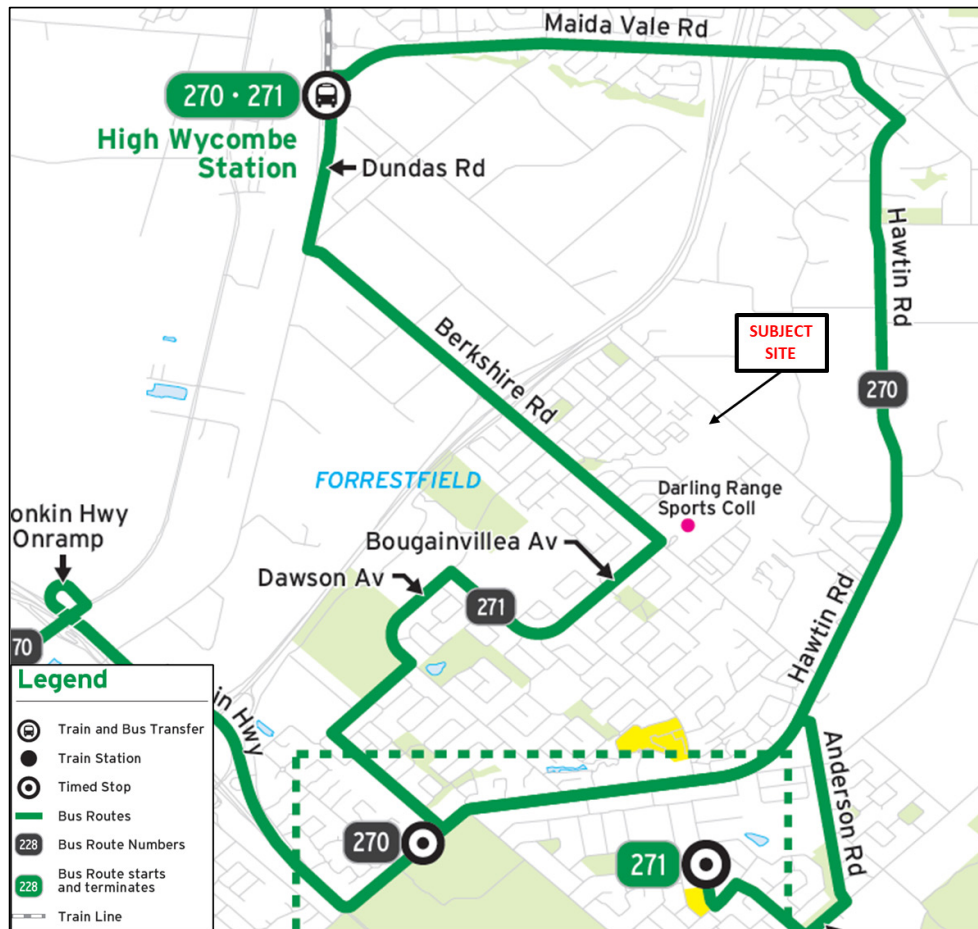 Maida Vale Rd
270 · 271
High Wycombe
Station
Dundas Rd
Hawtin Rd
SUBJECT
SITE
Berkshire Rd
270
FORRESTFIELD
Darling Range
Sports Coll
onkin Hwy
Onramp
Bougainvillea Av
Dawson Av
271
Hawtin Rd
70
in Hwy
Anderson Rd
270
271
Legend
Train and Bus Transfer
Train Station
Timed Stop
Bus Routes
228
Bus Route Numbers
228
Bus Route starts
and terminates
Train Line